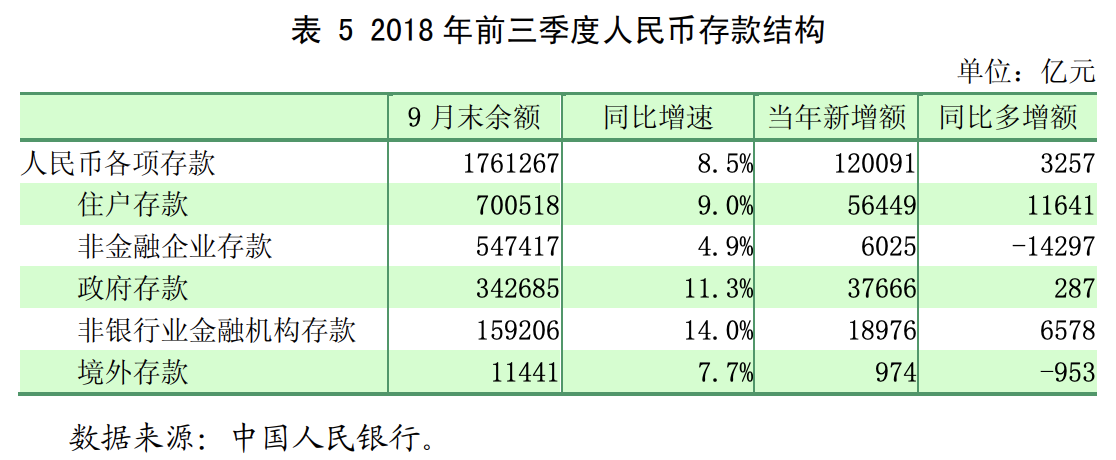 表 5 2018 年前三季度人民币存款结构
单位：亿元
9 月末余额 同比增速 当年新增额 同比多增额
人民币各项存款 1761267 8.5% 120091 3257
住户存款 700518 9.0% 56449 11641
非金融企业存款 547417 4.9% 6025 -14297
政府存款 342685 11.3% 37666 287
非银行业金融机构存款 159206 14.0% 18976 6578
境外存款 11441 7.7% 974 -953
数据来源：中国人民银行。